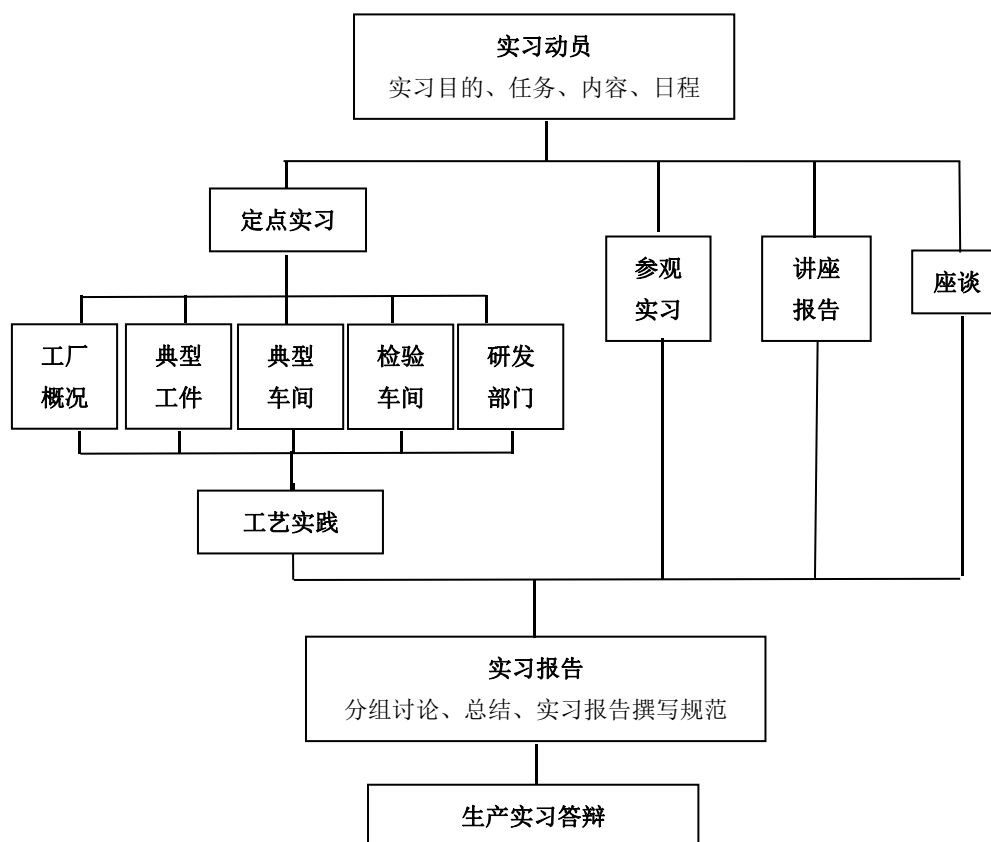 实习动员
实习目的、任务、内容、日程
定点实习
参观
实习
讲座
报告
座谈
工厂
概况
典型
工件
典型
车间
检验
车间
研发
部门
工艺实践
实习报告
分组讨论、总结、实习报告撰写规范
生产实习答辩